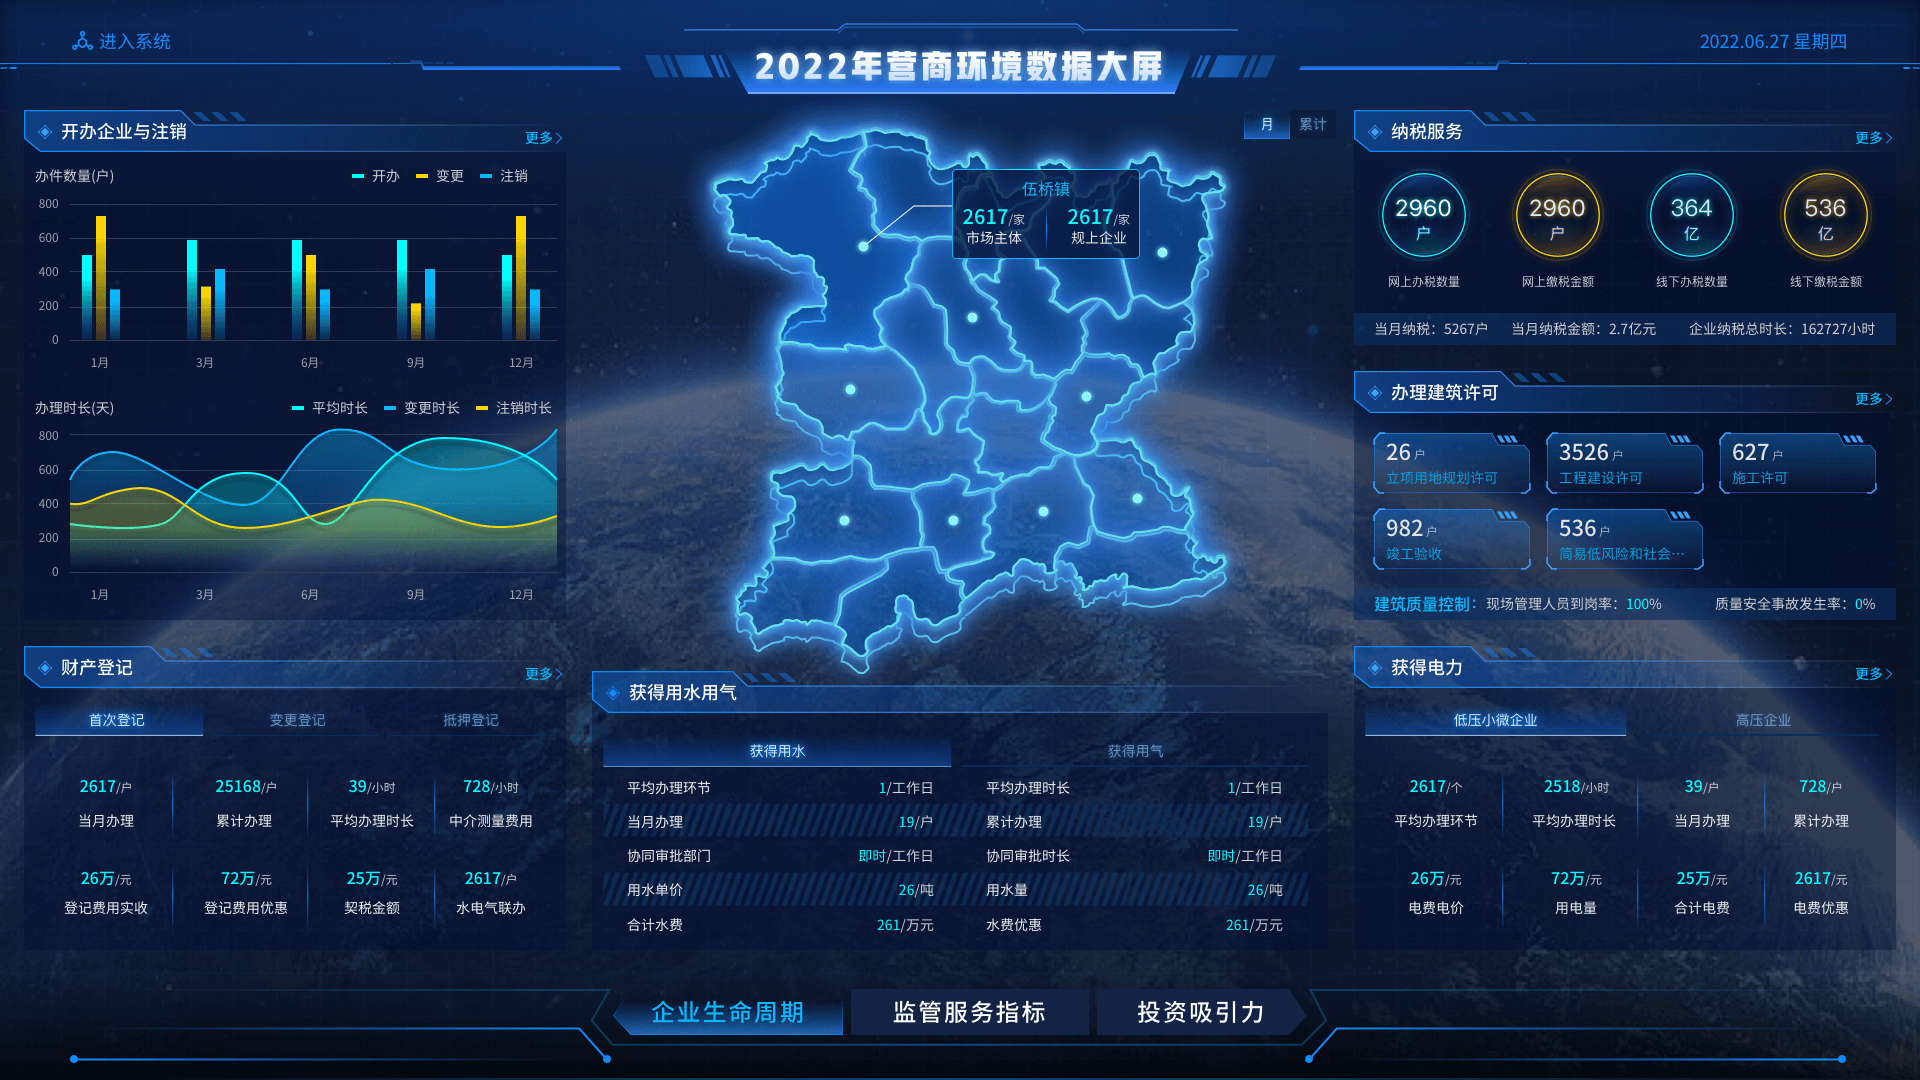 进入系统
2022年营商环境数据大屏
2022.06.27 星期四
开办企业与注销
更多
办件数量(户)
开办 变更 注销
800
600
400
200
0
1月 3月 6月 9月 12月
办理时长(天)
平均时长 变更时长 注销时长
800
600
400
200
0
1月 3月 6月 9月 12月
财产登记
更多
首次登记 变更登记 抵押登记
2617/户 25168/户 39/小时 728/小时
当月办理 累计办理 平均办理时长 中介测量费用
26万/元 72万/元 25万/元 2617/户
登记费用实收 登记费用优惠 契税金额 水电气联办
月 累计
伍桥镇
2617/家 2617/家
市场主体 规上企业
获得用水用气
获得用水 获得用气
平均办理环节 1/工作日 平均办理时长 1/工作日
当月办理 19/户 累计办理 19/户
协同审批部门 即时/工作日 协同审批时长 即时/工作日
用水单价 26/吨 用水量 26/吨
合计水费 261/万元 水费优惠 261/万元
纳税服务
更多
2960 2960 364 536
户 户 亿 亿
网上办税数量 网上缴税金额 线下办税数量 线下缴税金额
当月纳税：5267户 当月纳税金额：2.7亿元 企业纳税总时长：162727小时
办理建筑许可
更多
26 户 3526 户 627 户
立项用地规划许可 工程建设许可 施工许可
982 户 536 户
竣工验收 简易低风险和社会···
建筑质量控制：现场管理人员到岗率：100% 质量安全事故发生率：0%
获得电力
更多
低压小微企业 高压企业
2617/个 2518/小时 39/户 728/户
平均办理环节 平均办理时长 当月办理 累计办理
26万/元 72万/元 25万/元 2617/元
电费电价 用电量 合计电费 电费优惠
企业生命周期 监管服务指标 投资吸引力